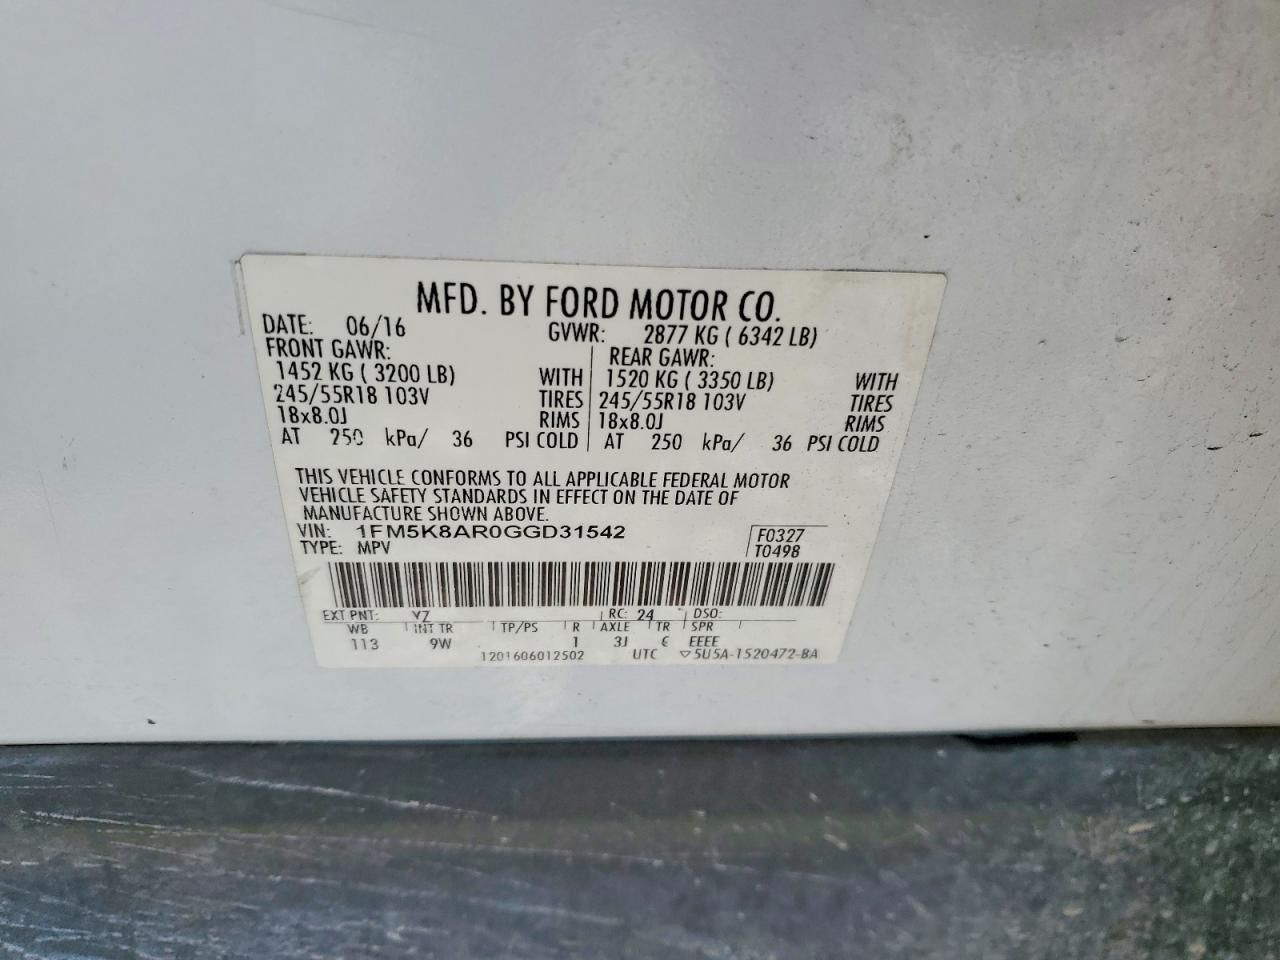 MFD. BY FORD MOTOR CO.
DATE: 06/16 GVWR: 2877 KG ( 6342 LB)
FRONT GAWR: REAR GAWR:
1452 KG ( 3200 LB) WITH 1520 KG ( 3350 LB) WITH
245/55R18 103V TIRES 245/55R18 103V TIRES
18x8.0J RIMS 18x8.0J RIMS
AT 250 kPa/ 36 PSI COLD AT 250 kPa/ 36 PSI COLD
THIS VEHICLE CONFORMS TO ALL APPLICABLE FEDERAL MOTOR
VEHICLE SAFETY STANDARDS IN EFFECT ON THE DATE OF
MANUFACTURE SHOWN ABOVE.
VIN: 1FM5K8AR0GGD31542 F0327
TYPE: MPV T0498
EXT PNT: YZ RC: 24 DSO:
WB INT TR TP/PS R AXLE TR SPR
113 9W 1 3J EEEE
1201606012502 UTC ▽5U5A-1520472-BA